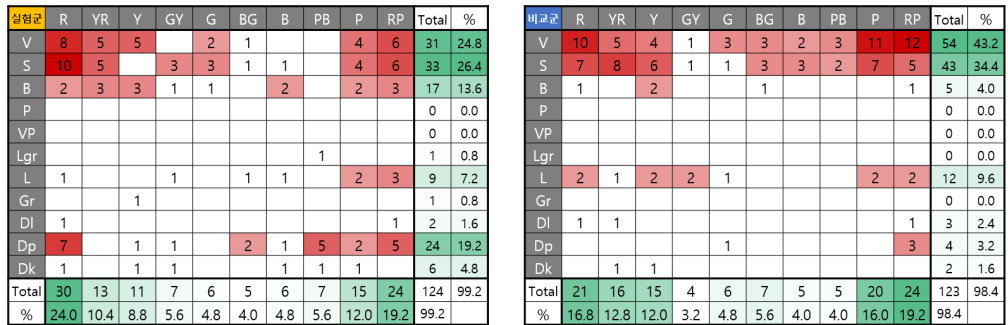 실험군 R YR Y GY G BG B PB P RP Total %
V 8 5 5 2 1 4 6 31 24.8
S 10 5 3 3 1 1 4 6 33 26.4
B 2 3 3 1 1 2 2 3 17 13.6
P 0 0.0
VP 0 0.0
Lgr 1 1 0.8
L 1 1 1 1 2 3 9 7.2
Gr 1 1 0.8
Dl 1 1 2 1.6
Dp 7 1 1 2 1 5 2 5 24 19.2
Dk 1 1 1 1 1 1 6 4.8
Total 30 13 11 7 6 5 6 7 15 24 124 99.2
% 24.0 10.4 8.8 5.6 4.8 4.0 4.8 5.6 12.0 19.2 99.2
비교군 R YR Y GY G BG B PB P RP Total %
V 10 5 4 1 3 3 2 3 11 12 54 43.2
S 7 8 6 1 1 3 3 2 7 5 43 34.4
B 1 2 1 1 5 4.0
P 0 0.0
VP 0 0.0
Lgr 0 0.0
L 2 1 2 2 1 2 2 12 9.6
Gr 0 0.0
Dl 1 1 1 3 2.4
Dp 1 3 4 3.2
Dk 1 1 2 1.6
Total 21 16 15 4 6 7 5 5 20 24 123 98.4
% 16.8 12.8 12.0 3.2 4.8 5.6 4.0 4.0 16.0 19.2 98.4